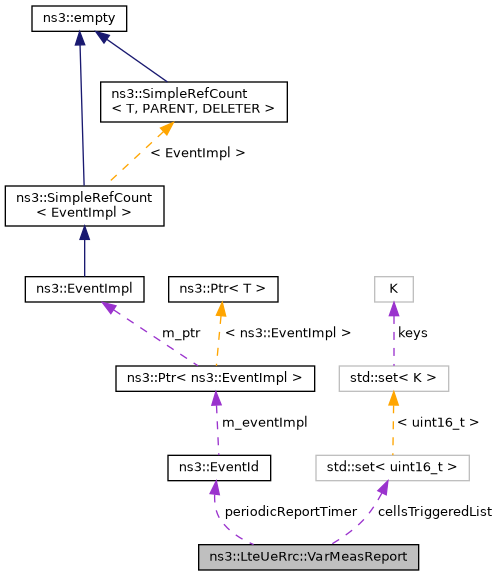 ns3::empty
ns3::SimpleRefCount
< T, PARENT, DELETER >
< EventImpl >
ns3::SimpleRefCount
< EventImpl >
ns3::EventImpl
ns3::Ptr< T >
K
m_ptr
< ns3::EventImpl >
keys
ns3::Ptr< ns3::EventImpl >
std::set< K >
m_eventImpl
< uint16_t >
ns3::EventId
std::set< uint16_t >
periodicReportTimer
cellsTriggeredList
ns3::LteUeRrc::VarMeasReport